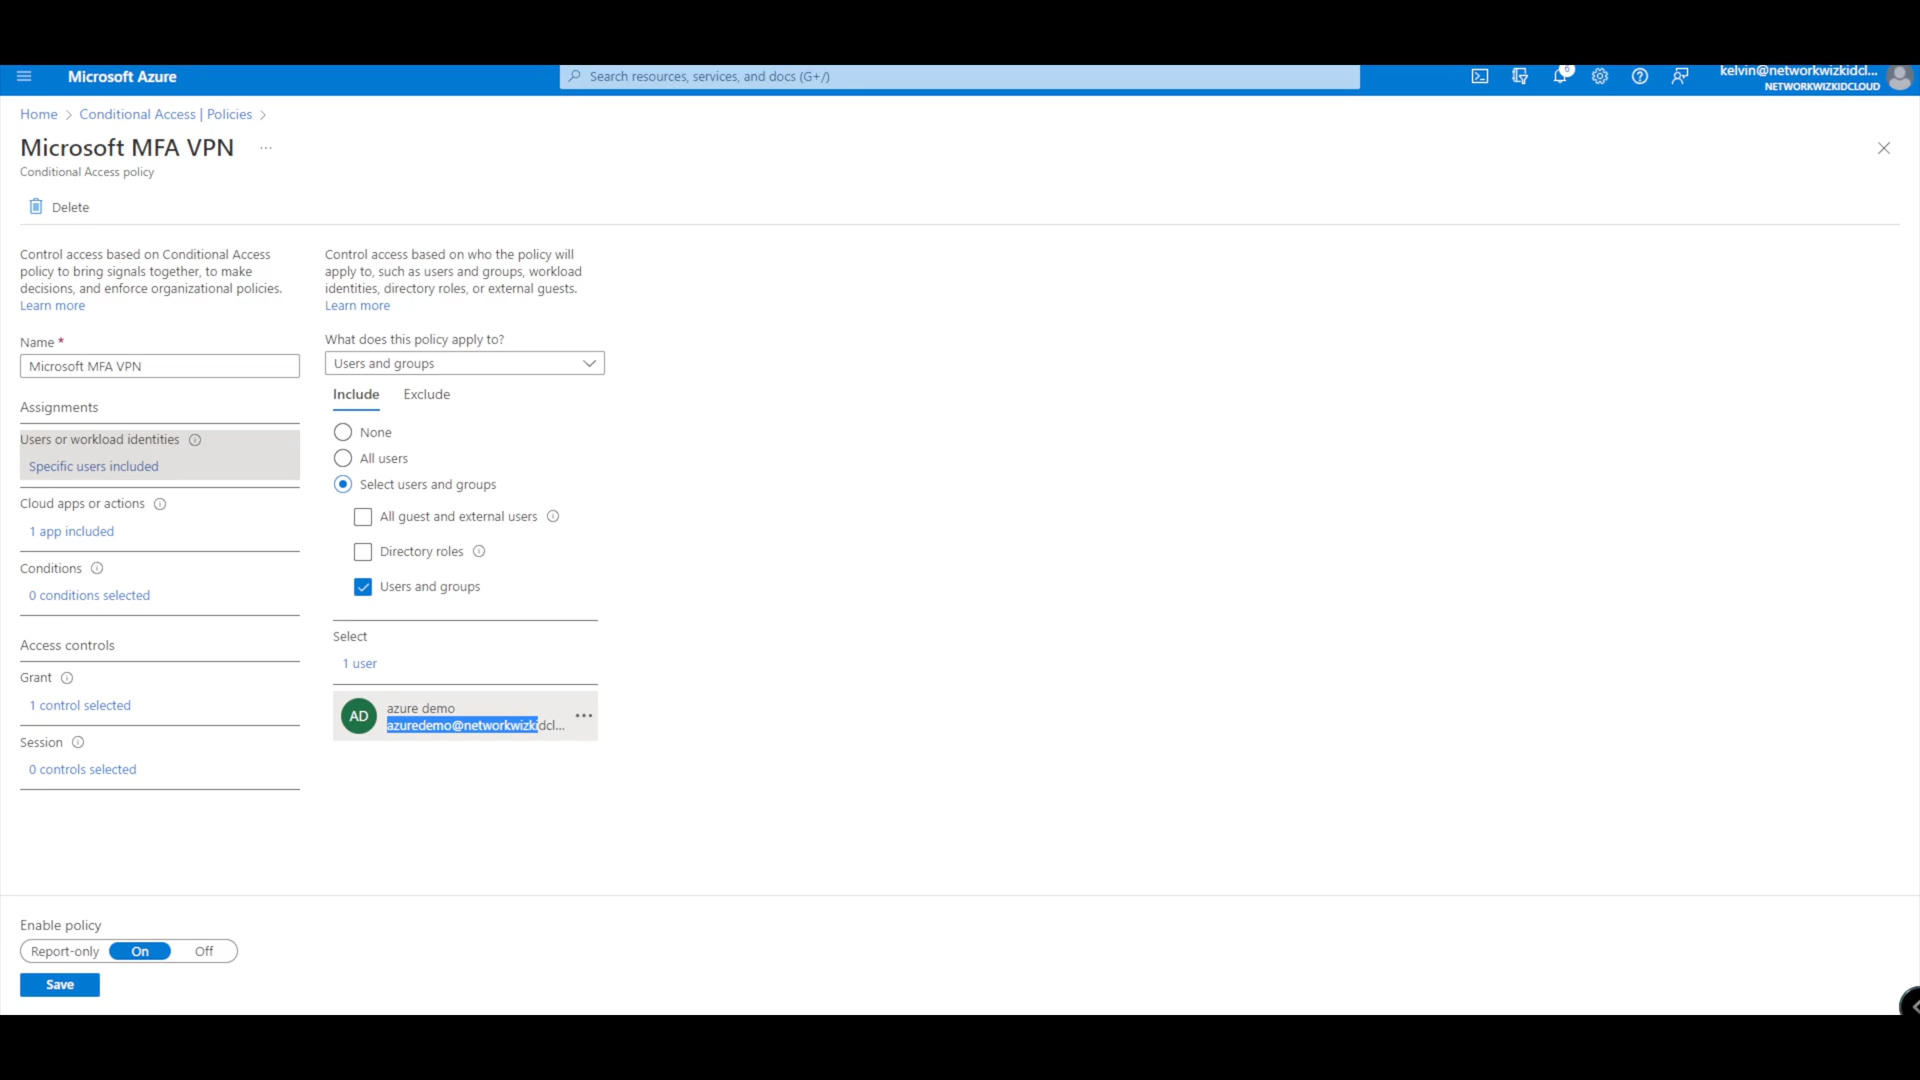 Microsoft Azure
Search resources, services, and docs (G+/)
kelvin@networkwizkidcl...
NETWORKWIZKIDCLOUD
Home > Conditional Access | Policies >
Microsoft MFA VPN ...
Conditional Access policy
Delete
Control access based on Conditional Access
policy to bring signals together, to make
decisions, and enforce organizational policies.
Learn more
Name *
Microsoft MFA VPN
Assignments
Users or workload identities
Specific users included
Cloud apps or actions
1 app included
Conditions
0 conditions selected
Access controls
Grant
1 control selected
Session
0 controls selected
Control access based on who the policy will
apply to, such as users and groups, workload
identities, directory roles, or external guests.
Learn more
What does this policy apply to?
Users and groups
Include Exclude
None
All users
Select users and groups
All guest and external users
Directory roles
Users and groups
Select
1 user
AD
azure demo
azuredemo@networkwizkidcl...
Enable policy
Report-only On Off
Save